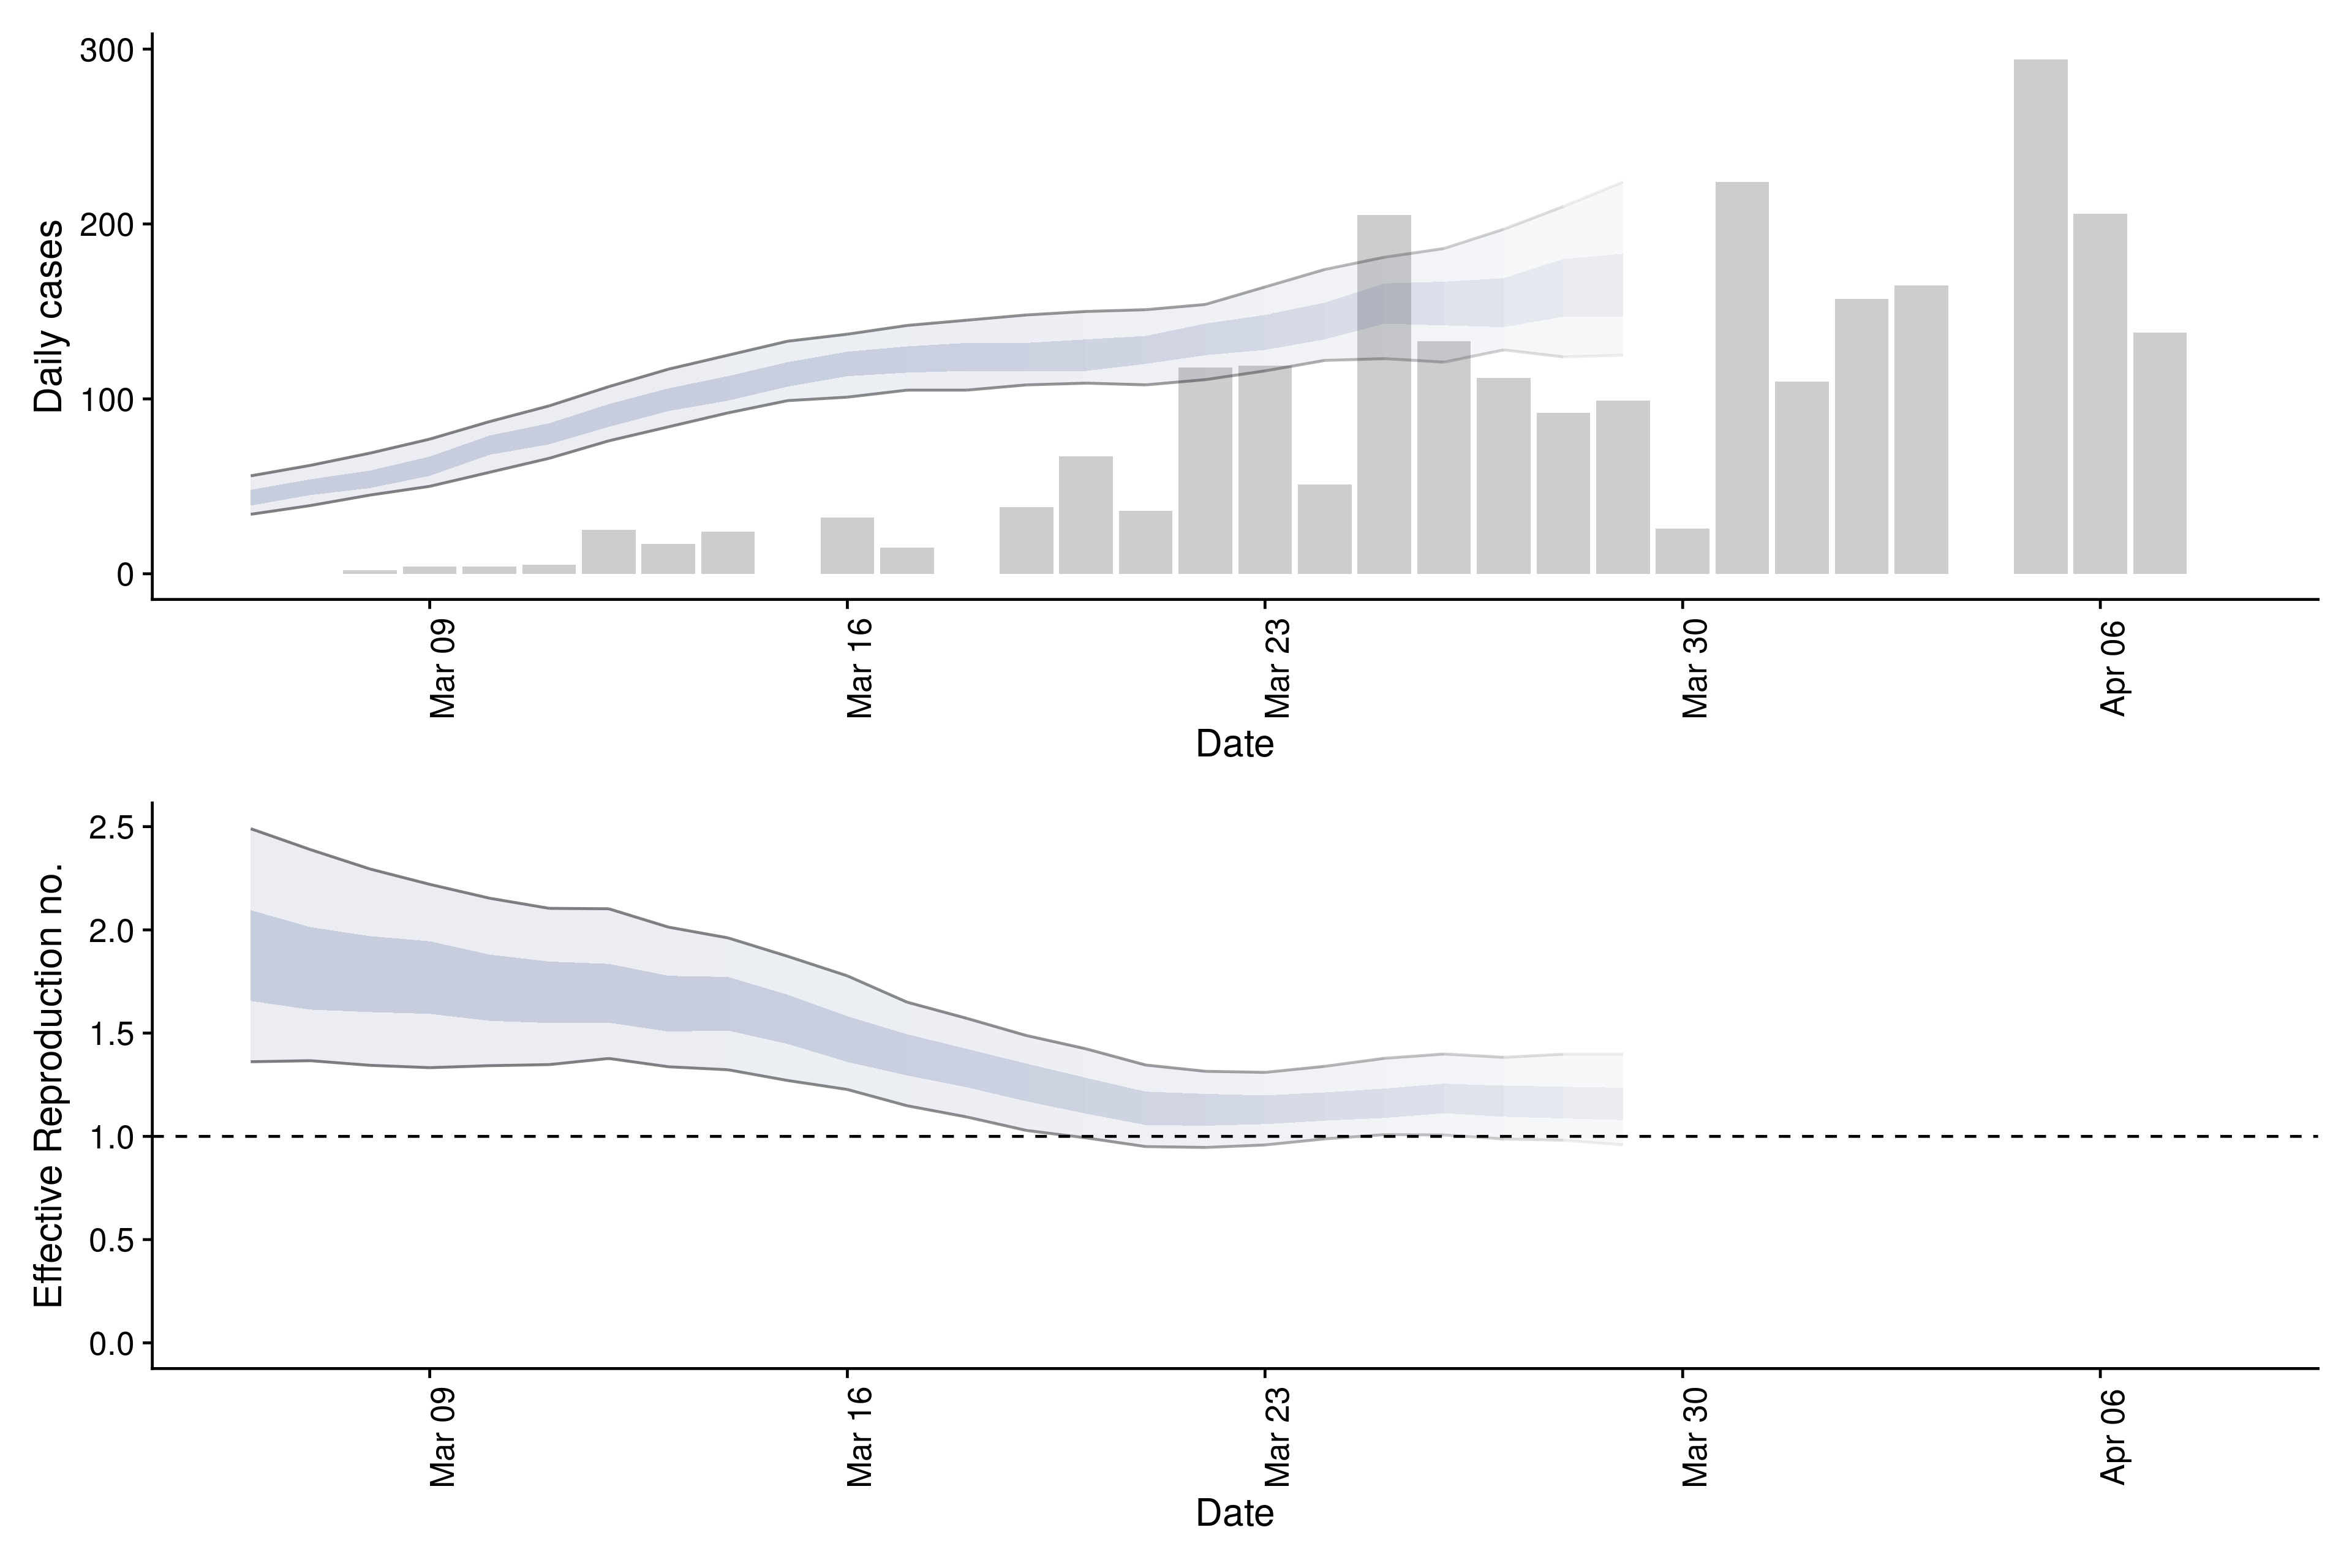 300
200
100
0
Daily cases
Mar 09
Mar 16
Mar 23
Mar 30
Apr 06
Date
2.5
2.0
1.5
1.0
0.5
0.0
Effective Reproduction no.
Mar 09
Mar 16
Mar 23
Mar 30
Apr 06
Date